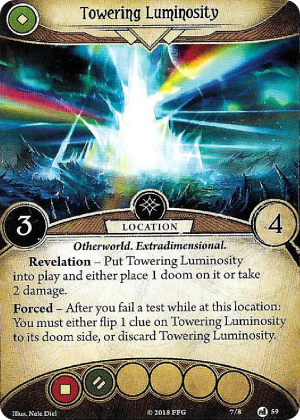 Towering Luminosity
3
LOCATION
4
Otherworld. Extradimensional.
Revelation – Put Towering Luminosity
into play and either place 1 doom on it or take
2 damage.
Forced – After you fail a test while at this location:
You must either flip 1 clue on Towering Luminosity
to its doom side, or discard Towering Luminosity.
Illus. Nele Diel
© 2018 FFG
7/8
59